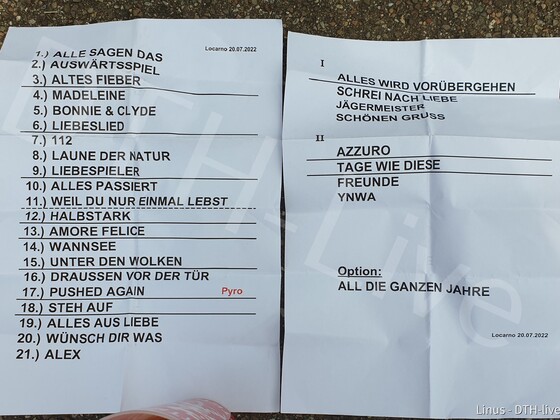 Locarno 20.07.2022
1.) ALLE SAGEN DAS
2.) AUSWÄRTSSPIEL
3.) ALTES FIEBER
4.) MADELEINE
5.) BONNIE & CLYDE
6.) LIEBESLIED
7.) 112
8.) LAUNE DER NATUR
9.) LIEBESPIELER
10.) ALLES PASSIERT
11.) WEIL DU NUR EINMAL LEBST
12.) HALBSTARK
13.) AMORE FELICE
14.) WANNSEE
15.) UNTER DEN WOLKEN
16.) DRAUSSEN VOR DER TÜR
17.) PUSHED AGAIN Pyro
18.) STEH AUF
19.) ALLES AUS LIEBE
20.) WÜNSCH DIR WAS
21.) ALEX
I
ALLES WIRD VORÜBERGEHEN
SCHREI NACH LIEBE
JÄGERMEISTER
SCHÖNEN GRUSS
II
AZZURO
TAGE WIE DIESE
FREUNDE
YNWA
Option:
ALL DIE GANZEN JAHRE
Locarno 20.07.2022
DTH-Live
Linus - DTH-live